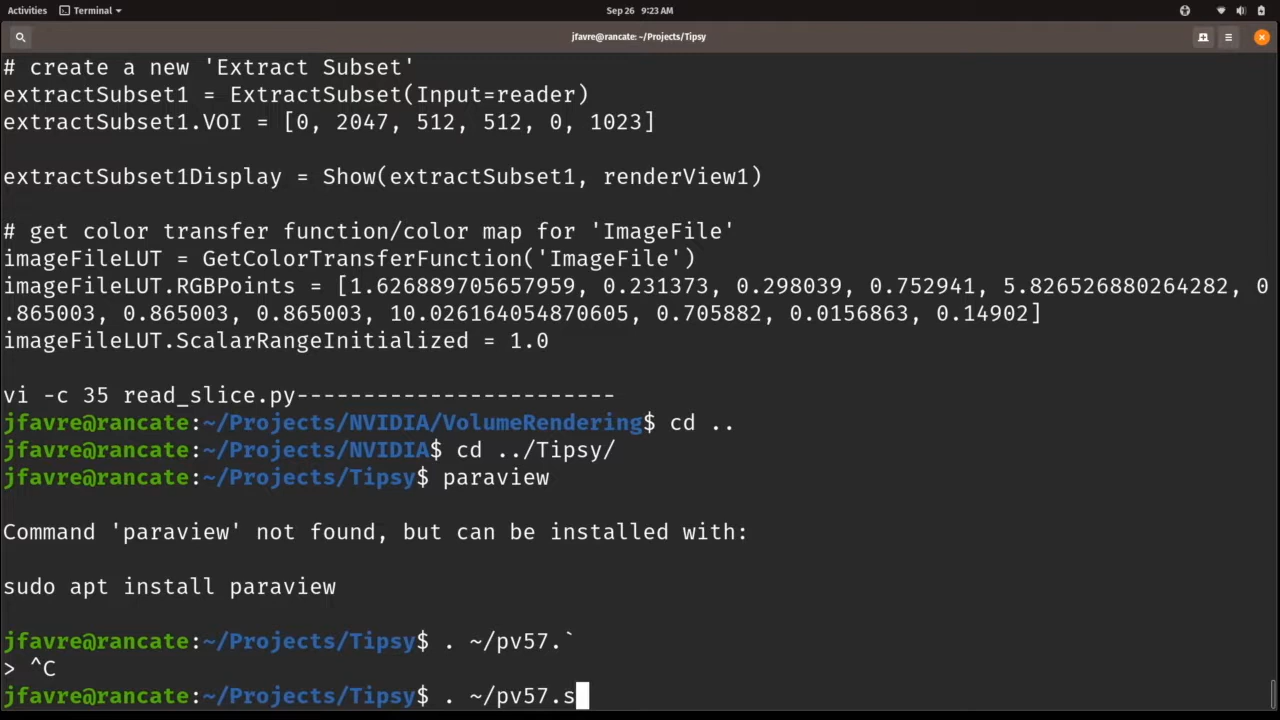 Activities Terminal Sep 26 9:23 AM
jfavre@rancate: ~/Projects/Tipsy
# create a new 'Extract Subset'
extractSubset1 = ExtractSubset(Input=reader)
extractSubset1.VOI = [0, 2047, 512, 512, 0, 1023]
extractSubset1Display = Show(extractSubset1, renderView1)
# get color transfer function/color map for 'ImageFile'
imageFileLUT = GetColorTransferFunction('ImageFile')
imageFileLUT.RGBPoints = [1.626889705657959, 0.231373, 0.298039, 0.752941, 5.826526880264282, 0
.865003, 0.865003, 0.865003, 10.026164054870605, 0.705882, 0.0156863, 0.14902]
imageFileLUT.ScalarRangeInitialized = 1.0
vi -c 35 read_slice.py------------------------
jfavre@rancate:~/Projects/NVIDIA/VolumeRendering$ cd ..
jfavre@rancate:~/Projects/NVIDIA$ cd ../Tipsy/
jfavre@rancate:~/Projects/Tipsy$ paraview
Command 'paraview' not found, but can be installed with:
sudo apt install paraview
jfavre@rancate:~/Projects/Tipsy$ . ~/pv57.`
> ^C
jfavre@rancate:~/Projects/Tipsy$ . ~/pv57.s